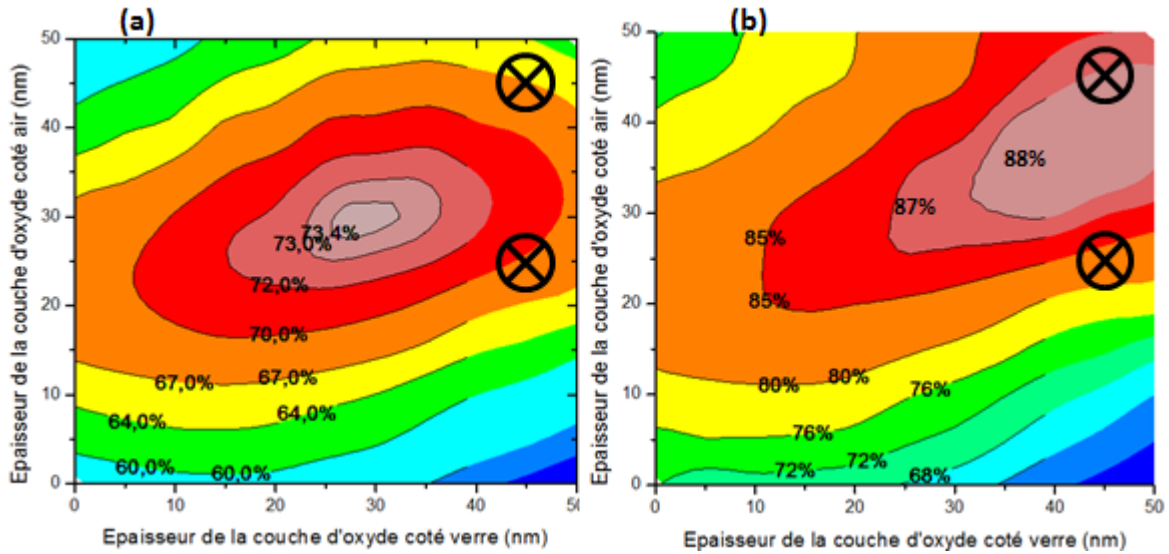 (a)
Epaisseur de la couche d'oxyde coté air (nm)
50
40
30
20
10
0
73,4%
73,0%
72,0%
70,0%
67,0% 67,0%
64,0% 64,0%
60,0% 60,0%
0 10 20 30 40 50
Epaisseur de la couche d'oxyde coté verre (nm)
(b)
Epaisseur de la couche d'oxyde coté air (nm)
50
40
30
20
10
0
88%
87%
85%
85%
80% 80%
76%
76%
72% 72% 68%
0 10 20 30 40 50
Epaisseur de la couche d'oxyde coté verre (nm)